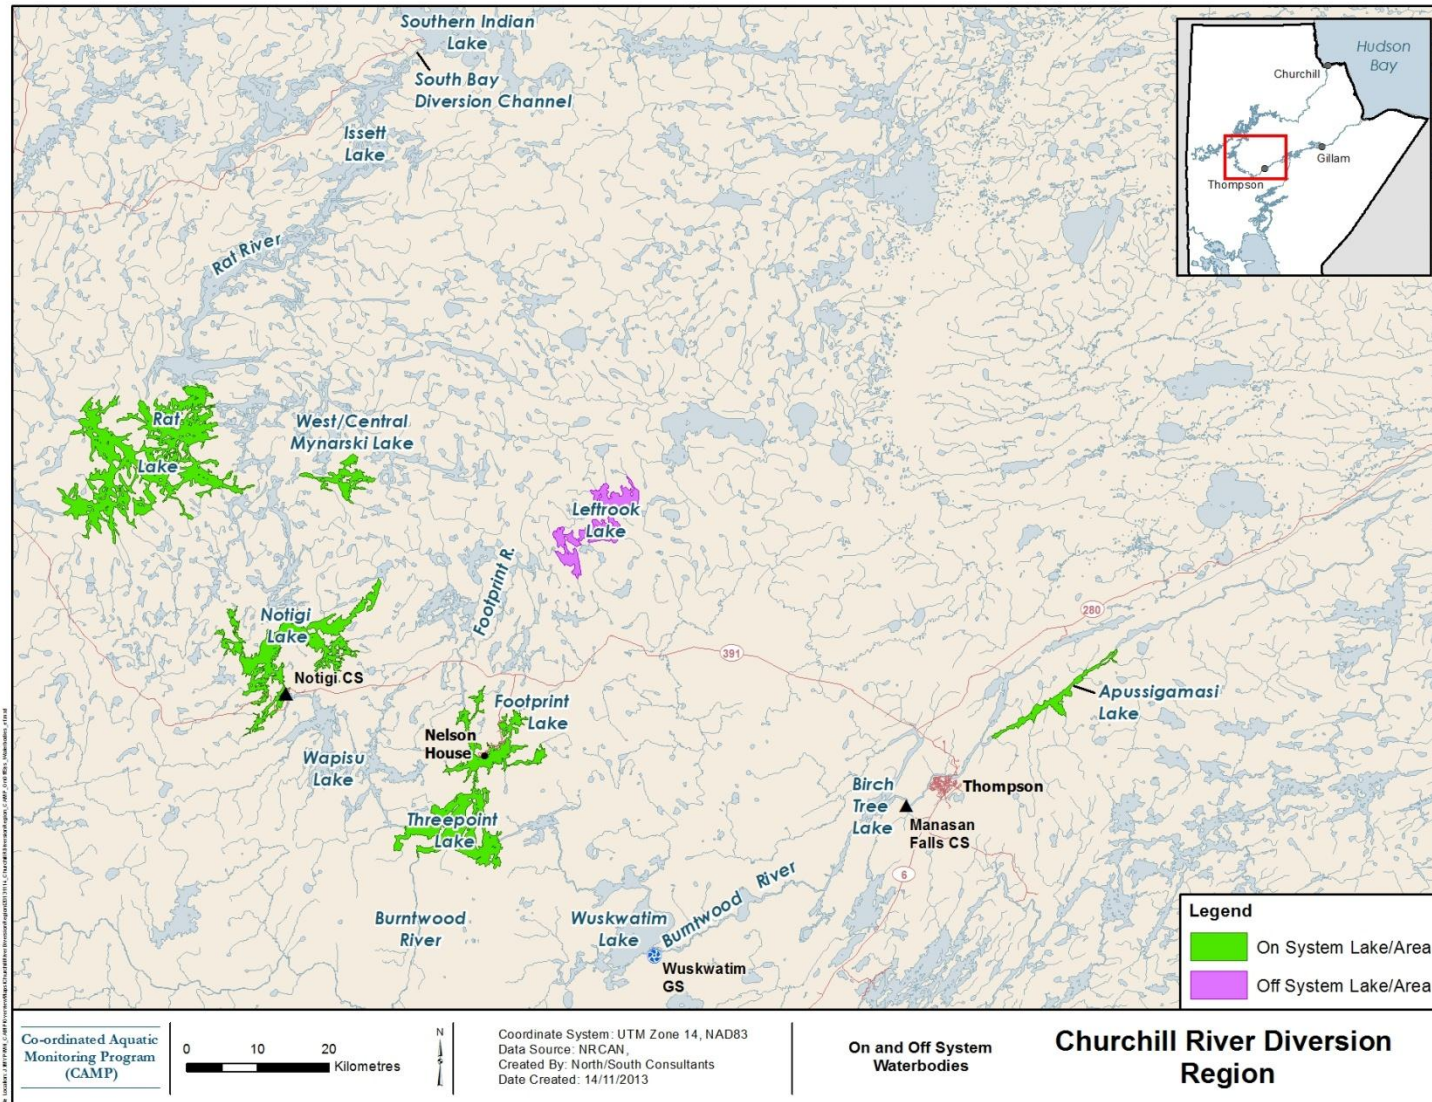 Southern Indian
Lake
South Bay
Diversion Channel
Issett
Lake
Rat River
Hudson
Bay
Churchill
Gillam
Thompson
Rat
Lake
West/Central
Mynarski Lake
Leftrook
Lake
Footprint R.
Notigi
Lake
Notigi CS
391
280
Apussigamasi
Lake
Footprint
Lake
Nelson
House
Wapisu
Lake
Threepoint
Lake
Birch
Tree
Lake
Thompson
Manasan
Falls CS
6
Burntwood
River
Wuskwatim
Lake
Burntwood River
Wuskwatim
GS
Legend
On System Lake/Area
Off System Lake/Area
Co-ordinated Aquatic
Monitoring Program
(CAMP)
0 10 20
Kilometres
N
Coordinate System: UTM Zone 14, NAD83
Data Source: NRCAN,
Created By: North/South Consultants
Date Created: 14/11/2013
On and Off System
Waterbodies
Churchill River Diversion
Region